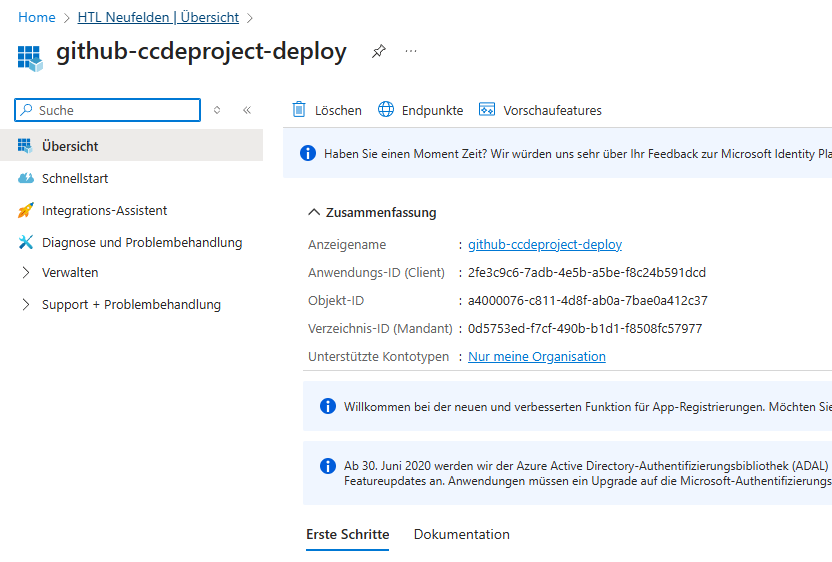 Home > HTL Neufelden | Übersicht >
github-ccdeproject-deploy ...
Suche
«
Löschen Endpunkte Vorschaufeatures
Übersicht
Schnellstart
Integrations-Assistent
Diagnose und Problembehandlung
Verwalten
Support + Problembehandlung
Haben Sie einen Moment Zeit? Wir würden uns sehr über Ihr Feedback zur Microsoft Identity Pla
Zusammenfassung
Anzeigename : github-ccdeproject-deploy
Anwendungs-ID (Client) : 2fe3c9c6-7adb-4e5b-a5be-f8c24b591dcd
Objekt-ID : a4000076-c811-4d8f-ab0a-7bae0a412c37
Verzeichnis-ID (Mandant) : 0d5753ed-f7cf-490b-b1d1-f8508fc57977
Unterstützte Kontotypen : Nur meine Organisation
Willkommen bei der neuen und verbesserten Funktion für App-Registrierungen. Möchten Sie
Ab 30. Juni 2020 werden wir der Azure Active Directory-Authentifizierungsbibliothek (ADAL)
Featureupdates an. Anwendungen müssen ein Upgrade auf die Microsoft-Authentifizierungs
Erste Schritte Dokumentation